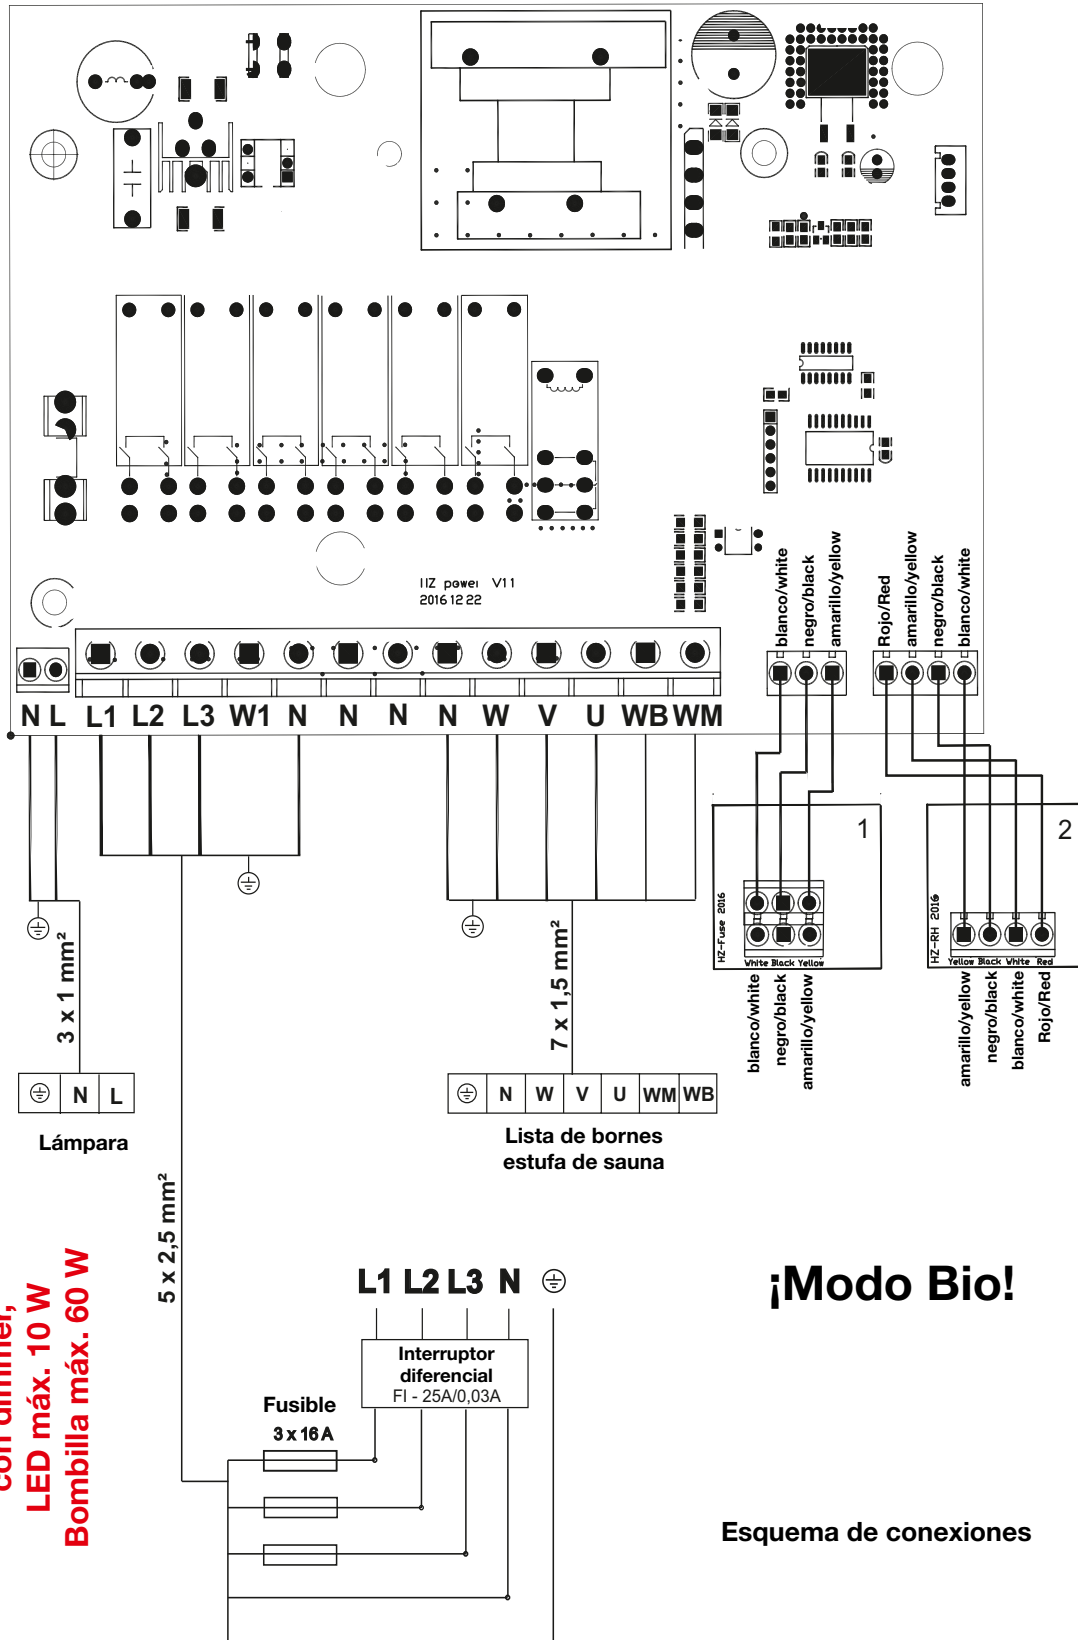 HZ power V1 1
2016 12 22
blanco/white
negro/black
amarillo/yellow
Rojo/Red
amarillo/yellow
negro/black
blanco/white
N L L1 L2 L3 W1 N N N N W V U WB WM
1
HZ-Fuse 2016
White Black Yellow
2
HZ-RH 2016
Yellow Black White Red
blanco/white
negro/black
amarillo/yellow
amarillo/yellow
negro/black
blanco/white
Rojo/Red
3 x 1 mm²
7 x 1,5 mm²
N L
Lámpara
N W V U WM WB
Lista de bornes
estufa de sauna
5 x 2,5 mm²
con dimmer,
LED máx. 10 W
Bombilla máx. 60 W
L1 L2 L3 N
Interruptor
diferencial
FI - 25A/0,03A
Fusible
3 x 16 A
¡Modo Bio!
Esquema de conexiones